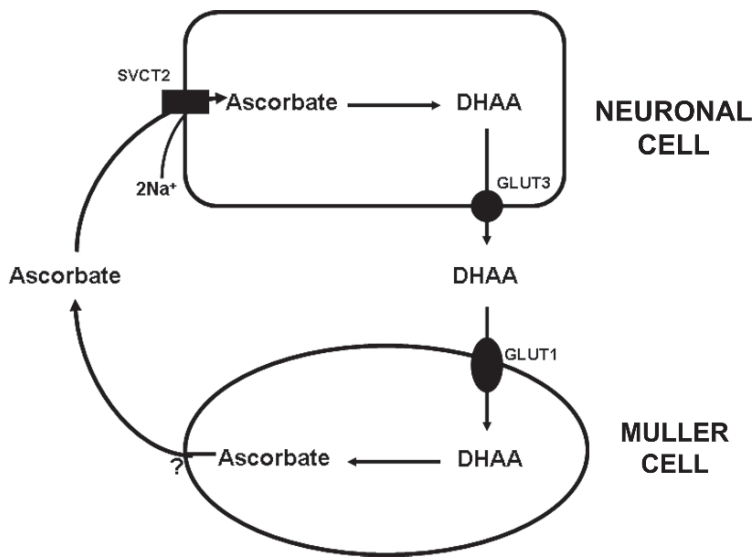 SVCT2
Ascorbate
DHAA
NEURONAL
CELL
GLUT3
2Na⁺
Ascorbate
DHAA
GLUT1
MULLER
CELL
?
Ascorbate
DHAA